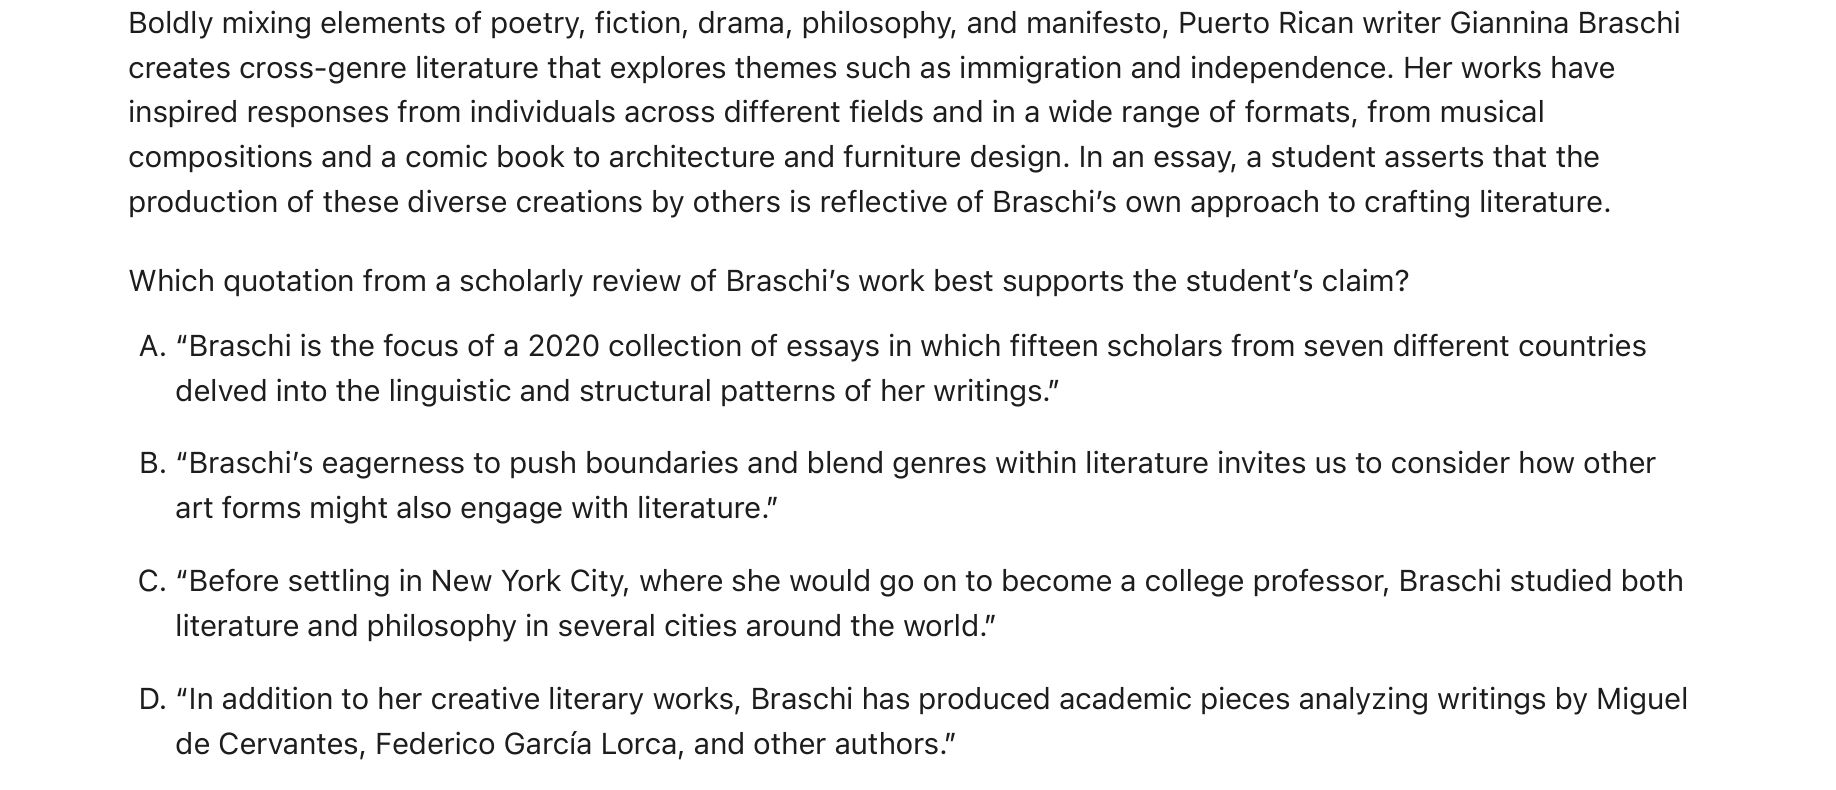 Boldly mixing elements of poetry, fiction, drama, philosophy, and manifesto, Puerto Rican writer Giannina Braschi
creates cross-genre literature that explores themes such as immigration and independence. Her works have
inspired responses from individuals across different fields and in a wide range of formats, from musical
compositions and a comic book to architecture and furniture design. In an essay, a student asserts that the
production of these diverse creations by others is reflective of Braschi’s own approach to crafting literature.
Which quotation from a scholarly review of Braschi’s work best supports the student’s claim?
A. “Braschi is the focus of a 2020 collection of essays in which fifteen scholars from seven different countries
delved into the linguistic and structural patterns of her writings.”
B. “Braschi’s eagerness to push boundaries and blend genres within literature invites us to consider how other
art forms might also engage with literature.”
C. “Before settling in New York City, where she would go on to become a college professor, Braschi studied both
literature and philosophy in several cities around the world.”
D. “In addition to her creative literary works, Braschi has produced academic pieces analyzing writings by Miguel
de Cervantes, Federico García Lorca, and other authors.”